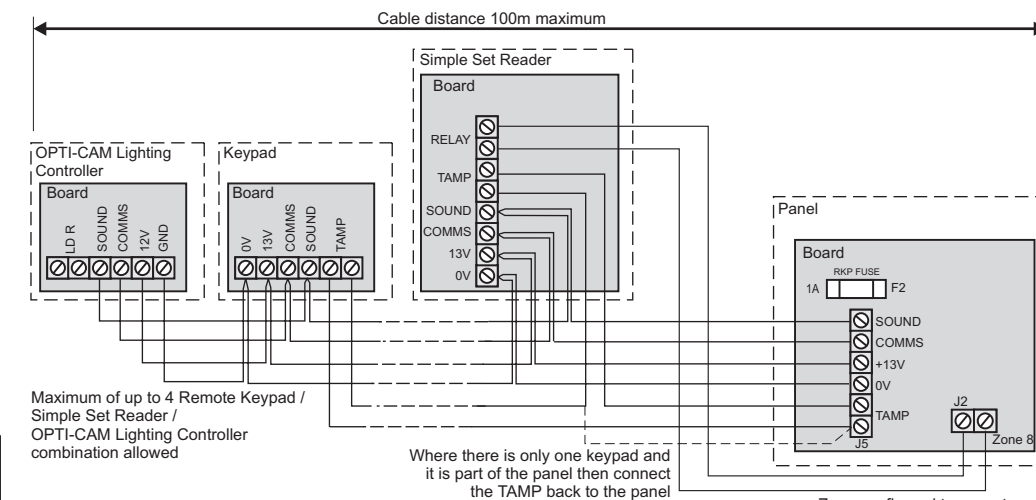 Cable distance 100m maximum
Simple Set Reader
Board
RELAY
TAMP
SOUND
COMMS
13V
0V
OPTI-CAM Lighting
Controller
Board
LD R
SOUND
COMMS
12V
GND
Keypad
Board
0V
13V
COMMS
SOUND
TAMP
Panel
Board
RKP FUSE
1A
F2
SOUND
COMMS
+13V
0V
TAMP
J5
J2
Zone 8
Maximum of up to 4 Remote Keypad /
Simple Set Reader /
OPTI-CAM Lighting Controller
combination allowed
Where there is only one keypad and
it is part of the panel then connect
the TAMP back to the panel